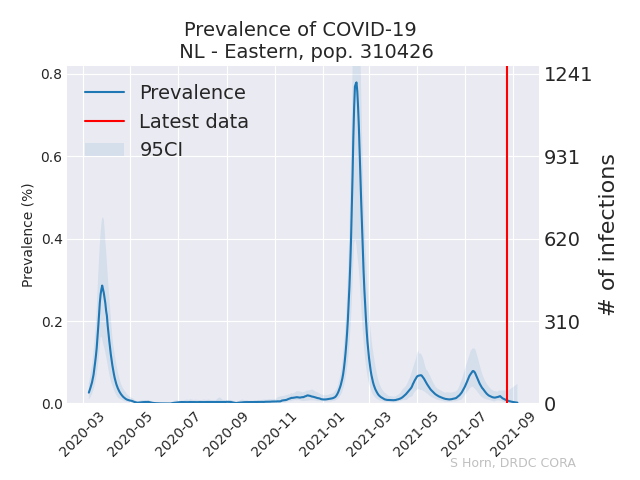 Prevalence of COVID-19
NL - Eastern, pop. 310426
Prevalence
Latest data
95CI
0.8
0.6
0.4
0.2
0.0
Prevalence (%)
1241
931
620
310
0
# of infections
2020-03
2020-05
2020-07
2020-09
2020-11
2021-01
2021-03
2021-05
2021-07
2021-09
S Horn, DRDC CORA